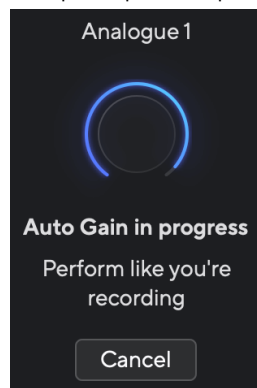 Analogue 1
Auto Gain in progress
Perform like you're
recording
Cancel